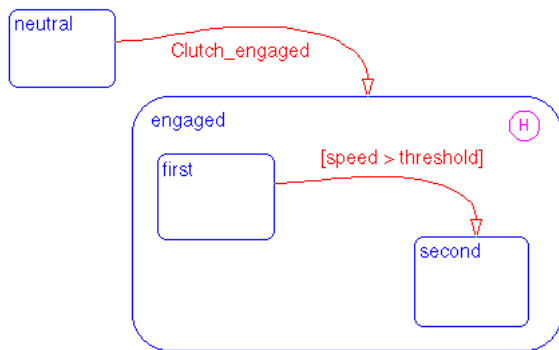 neutral
Clutch_engaged
engaged
H
[speed > threshold]
first
second